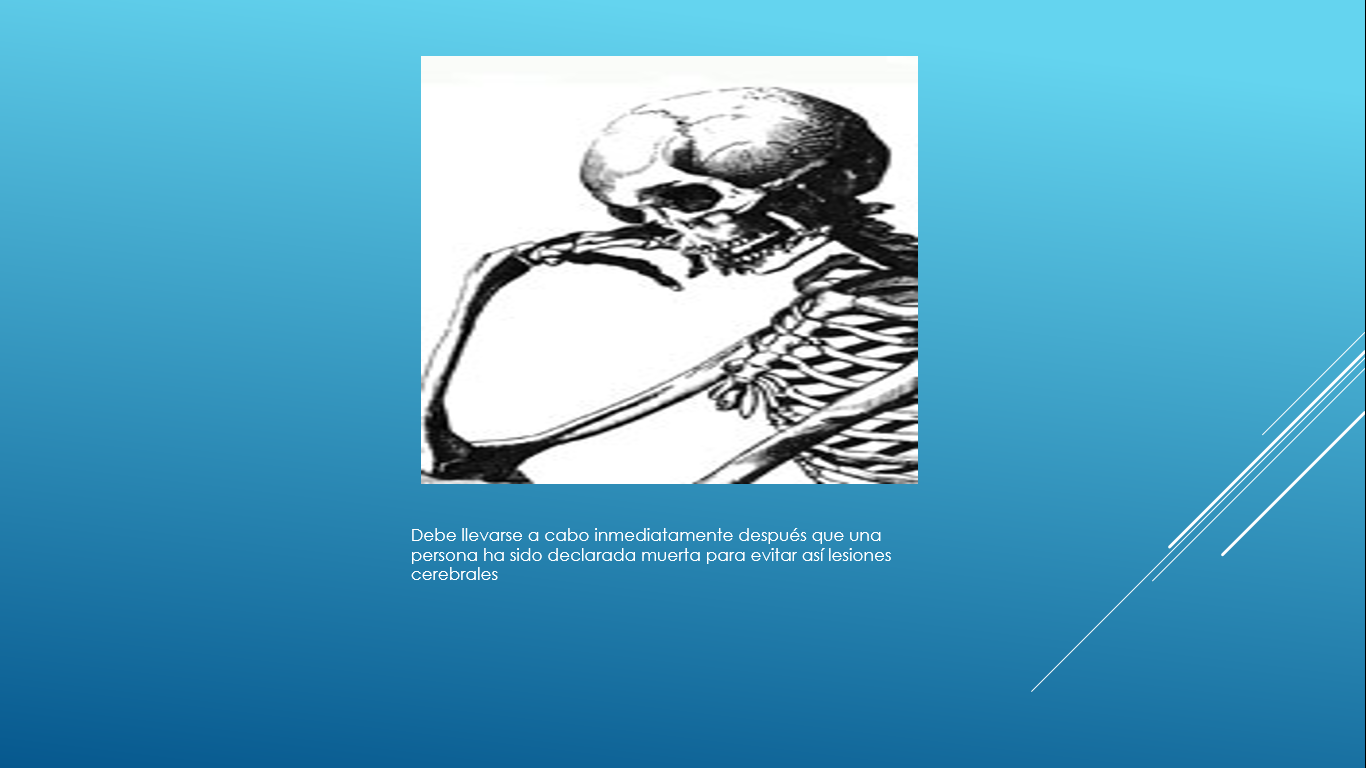 Debe llevarse a cabo inmediatamente después que una
persona ha sido declarada muerta para evitar así lesiones
cerebrales